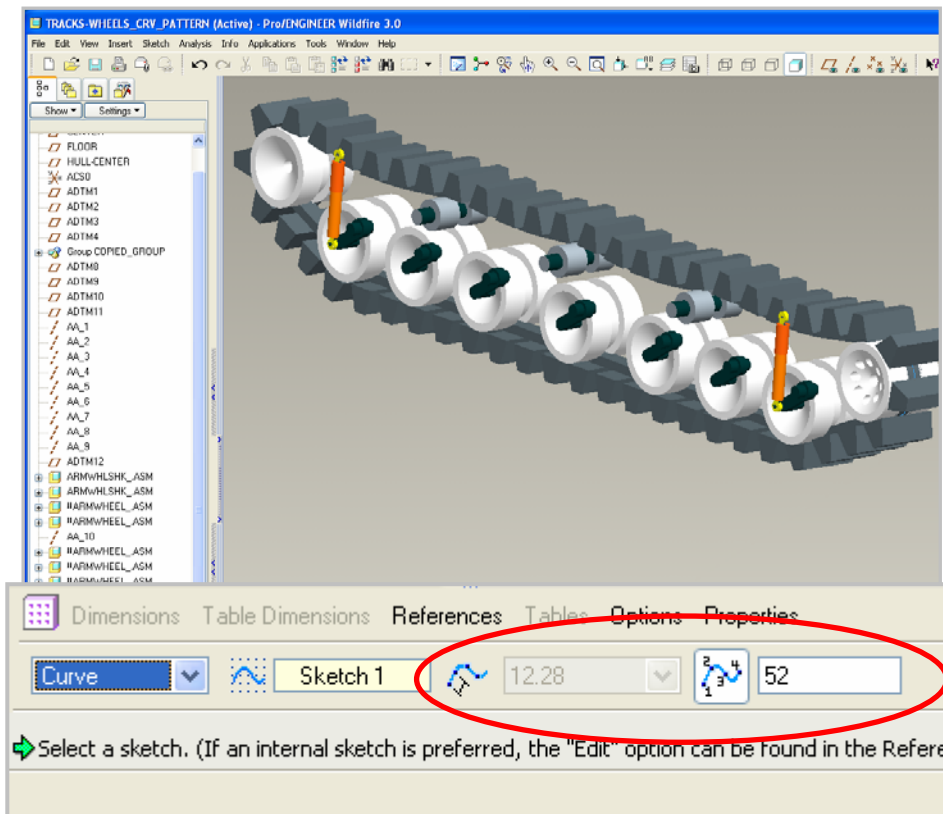 TRACKS-WHEELS_CRV_PATTERN (Active) - Pro/ENGINEER Wildfire 3.0
File Edit View Insert Sketch Analysis Info Applications Tools Window Help
Show Settings
FLOOR
HULL-CENTER
ACS0
ADTM1
ADTM2
ADTM3
ADTM4
Group COPIED_GROUP
ADTM8
ADTM9
ADTM10
ADTM11
AA_1
AA_2
AA_3
AA_4
AA_5
AA_6
AA_7
AA_8
AA_9
ADTM12
ARMWHLSHK_ASM
ARMWHLSHK_ASM
ARMWHEEL_ASM
ARMWHEEL_ASM
AA_10
ARMWHEEL_ASM
ARMWHEEL_ASM
Dimensions Table Dimensions References Tables Options Properties
Curve Sketch 1 12.28 1 2 3 4 52
Select a sketch. (If an internal sketch is preferred, the "Edit" option can be found in the Refere